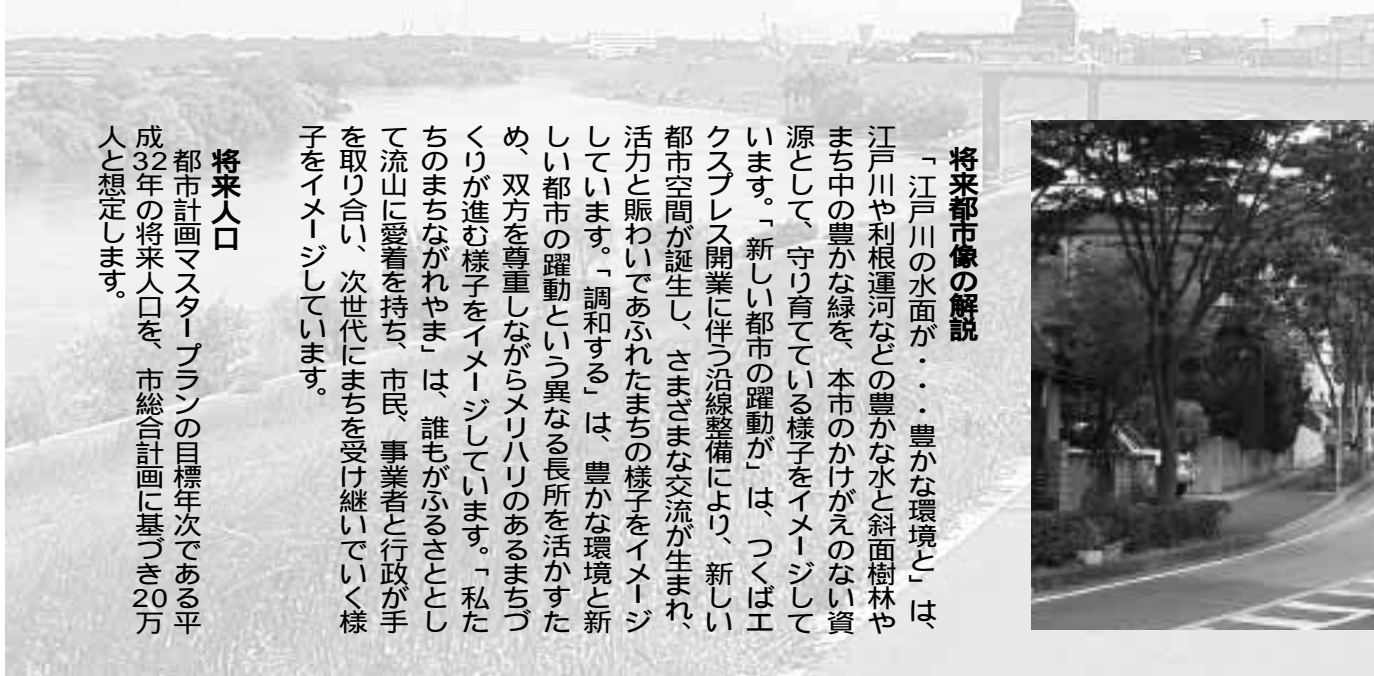 将来都市像の解説
「江戸川の水面が・・・豊かな環境と」は、
江戸川や利根運河などの豊かな水と斜面樹林や
まち中の豊かな緑を、本市のかけがえのない資
源として、守り育てている様子をイメージして
います。「新しい都市の躍動が」は、つくばエ
クスプレス開業に伴う沿線整備により、新しい
都市空間が誕生し、さまざまな交流が生まれ、
活力と賑わいであふれたまちの様子をイメージ
しています。「調和する」は、豊かな環境と新
しい都市の躍動という異なる長所を活かすた
め、双方を尊重しながらメリハリのあるまちづ
くりが進む様子をイメージしています。「私た
ちのまちながれやま」は、誰もがふるさととし
て流山に愛着を持ち、市民、事業者と行政が手
を取り合い、次世代にまちを受け継いでいく様
子をイメージしています。
将来人口
都市計画マスタープランの目標年次である平
成32年の将来人口を、市総合計画に基づき20万
人と想定します。